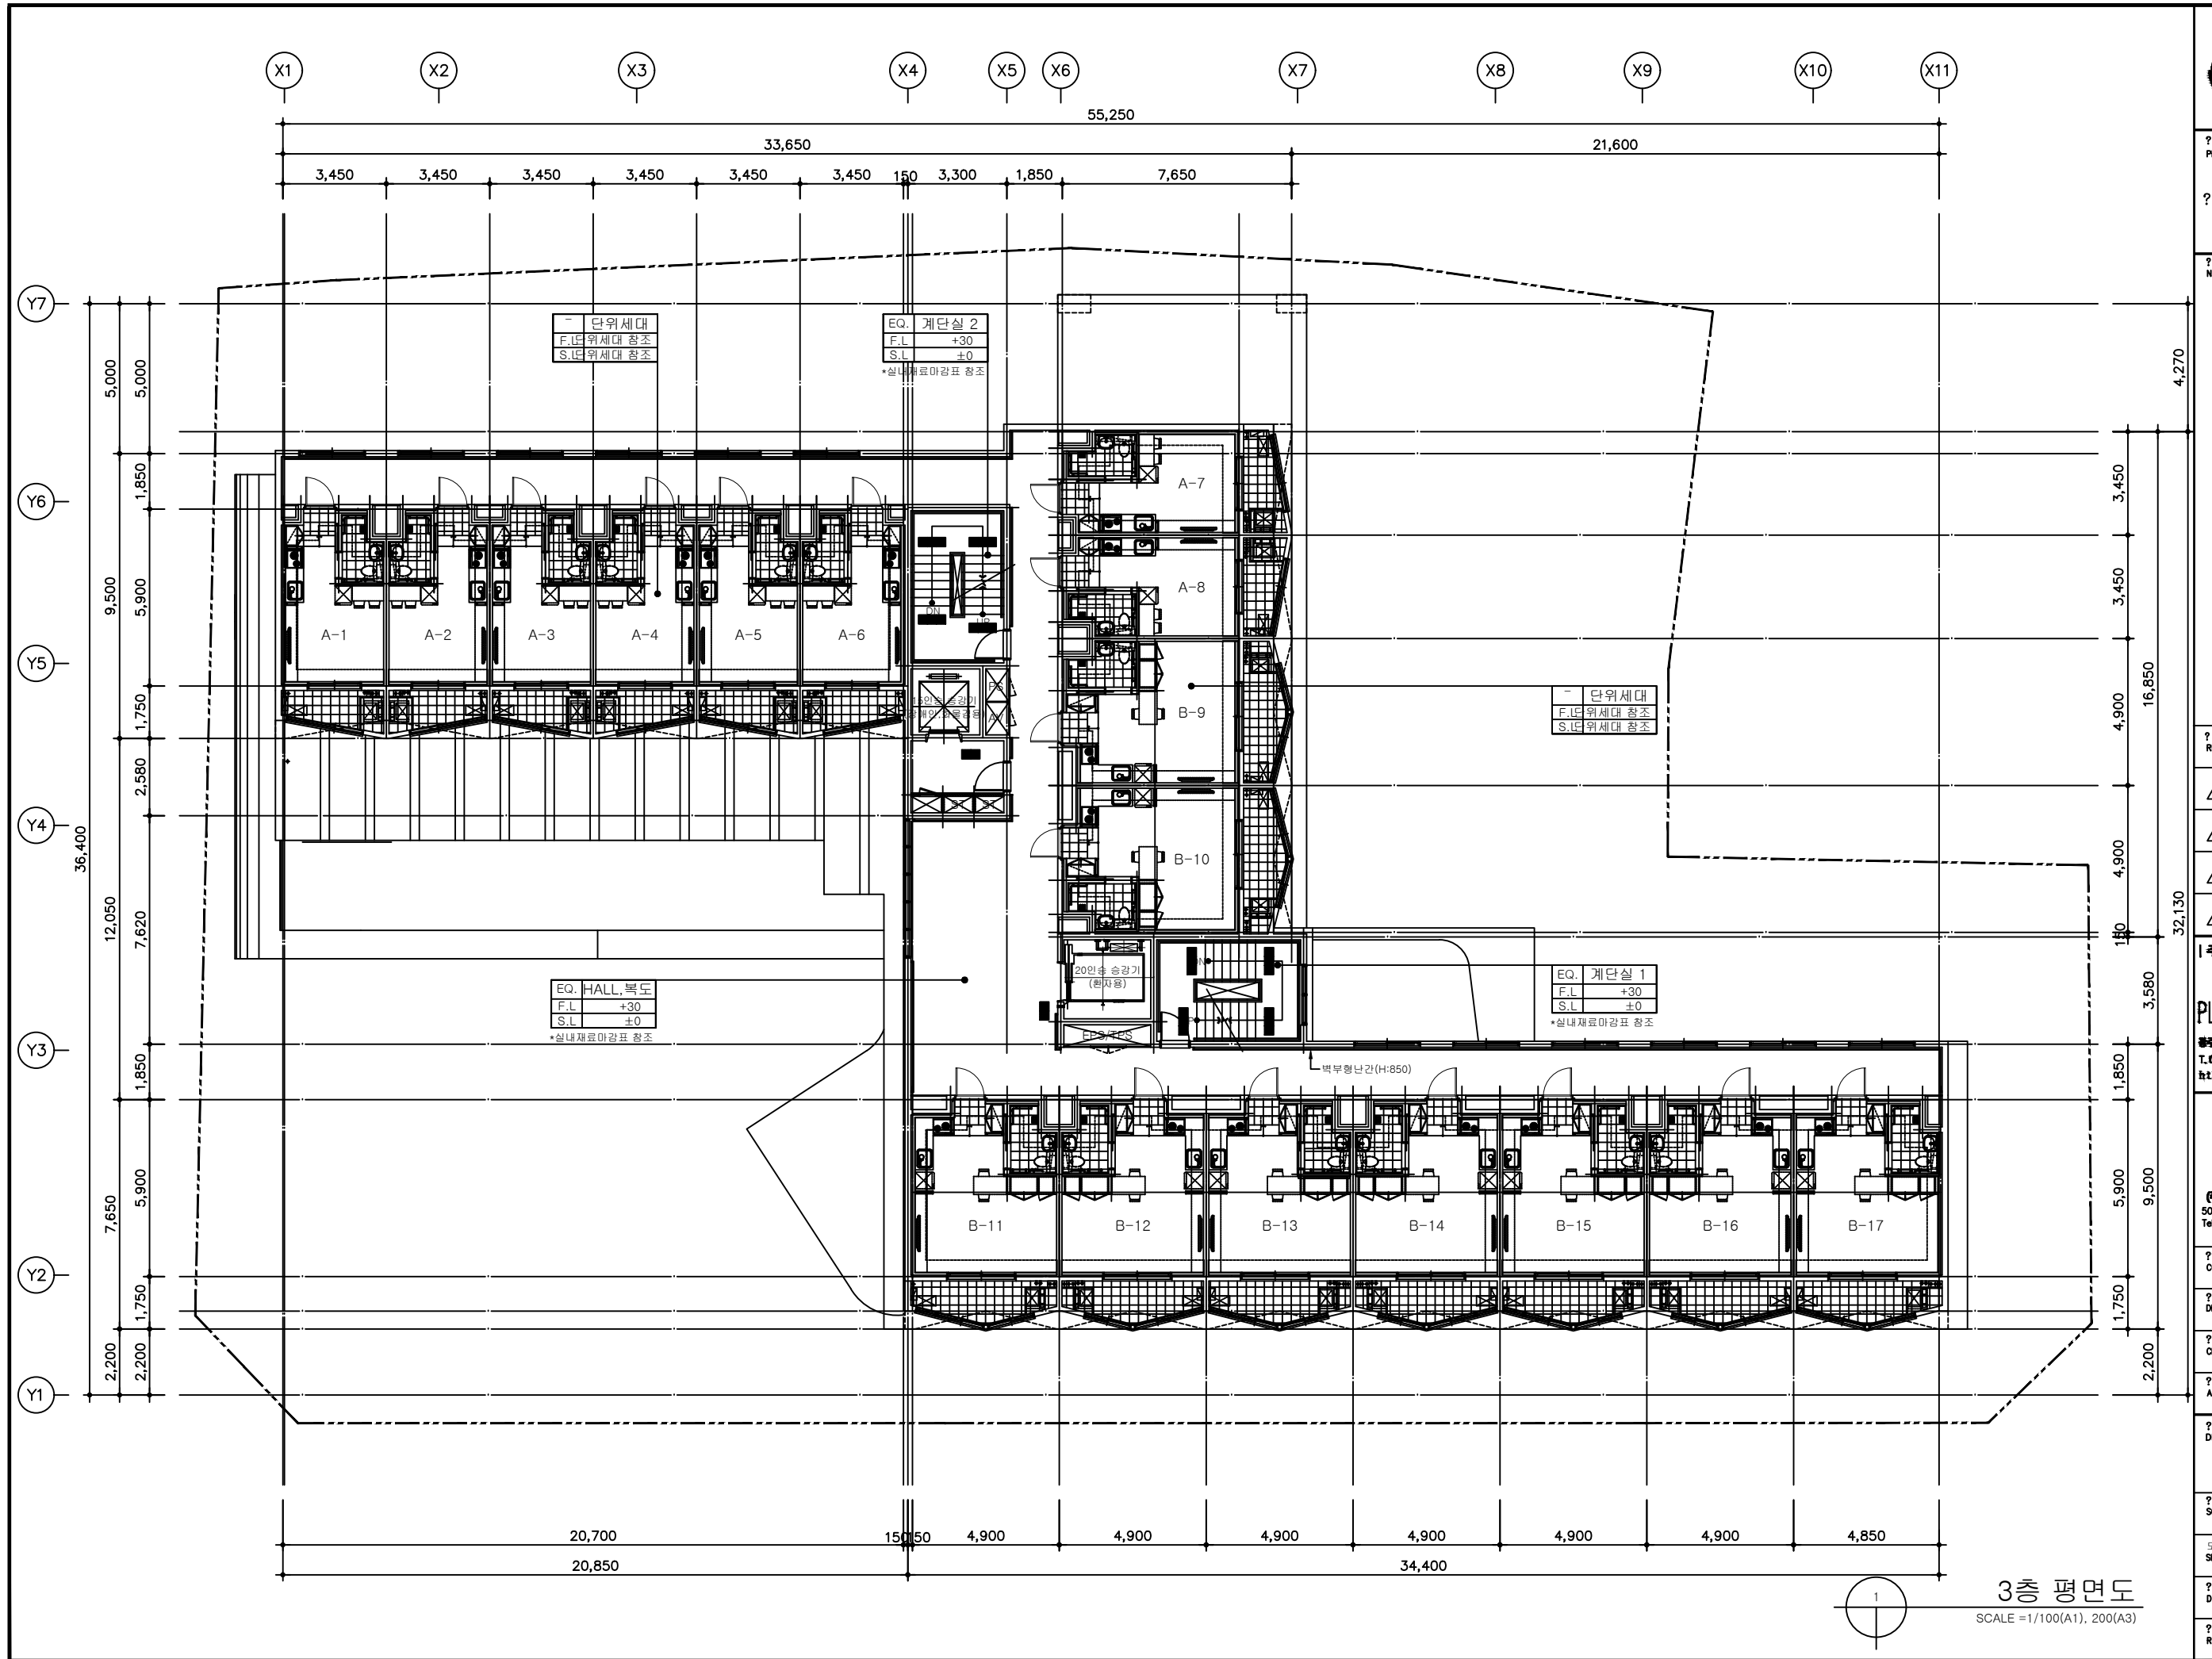 X1 X2 X3 X4 X5 X6 X7 X8 X9 X10 X11
55,250
33,650 21,600
3,450 3,450 3,450 3,450 3,450 3,450 150 3,300 1,850 7,650
Y7
Y6
Y5
Y4
Y3
Y2
Y1
36,400
5,000
9,500
12,050
7,650
2,200
5,000
1,850
5,900
1,750
2,580
7,620
1,850
5,900
1,750
2,200
- 단위세대
F.L 단위세대 참조
S.L 단위세대 참조
EQ. 계단실 2
F.L +30
S.L ±0
*실내재료마감표 참조
A-1 A-2 A-3 A-4 A-5 A-6
DN
UP
A-7
A-8
B-9
B-10
- 단위세대
F.L 단위세대 참조
S.L 단위세대 참조
EQ. HALL,복도
F.L +30
S.L ±0
*실내재료마감표 참조
20인승 승강기
(환자용)
EPS/TPS
EQ. 계단실 1
F.L +30
S.L ±0
*실내재료마감표 참조
벽부형난간(H:850)
B-11 B-12 B-13 B-14 B-15 B-16 B-17
3,450
3,450
4,900
4,900
150
1,850
5,900
1,750
16,850
3,580
9,500
2,200
4,270
32,130
20,700 150 150 4,900 4,900 4,900 4,900 4,900 4,900 4,850
20,850 34,400
1
3층 평면도
SCALE =1/100(A1), 200(A3)